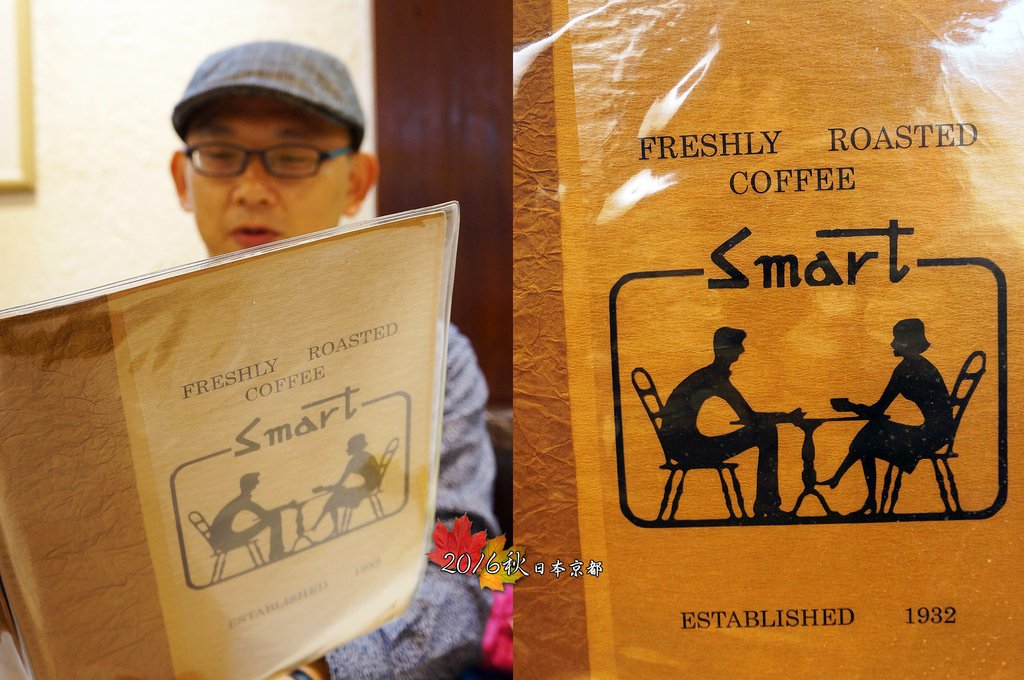 FRESHLY ROASTED
COFFEE
Smart
ESTABLISHED 1932
2016秋 日本京都
FRESHLY ROASTED
COFFEE
Smart
ESTABLISHED 1932